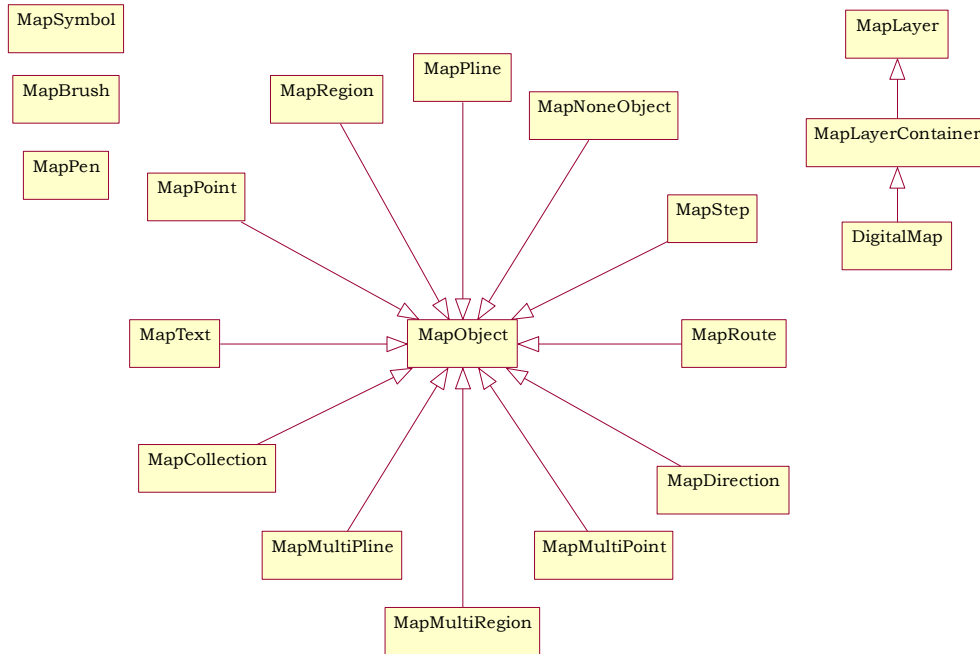 MapSymbol
MapLayer
MapPline
MapRegion
MapBrush
MapNoneObject
MapLayerContainer
MapPen
MapPoint
MapStep
DigitalMap
MapText
MapObject
MapRoute
MapCollection
MapDirection
MapMultiPline
MapMultiPoint
MapMultiRegion